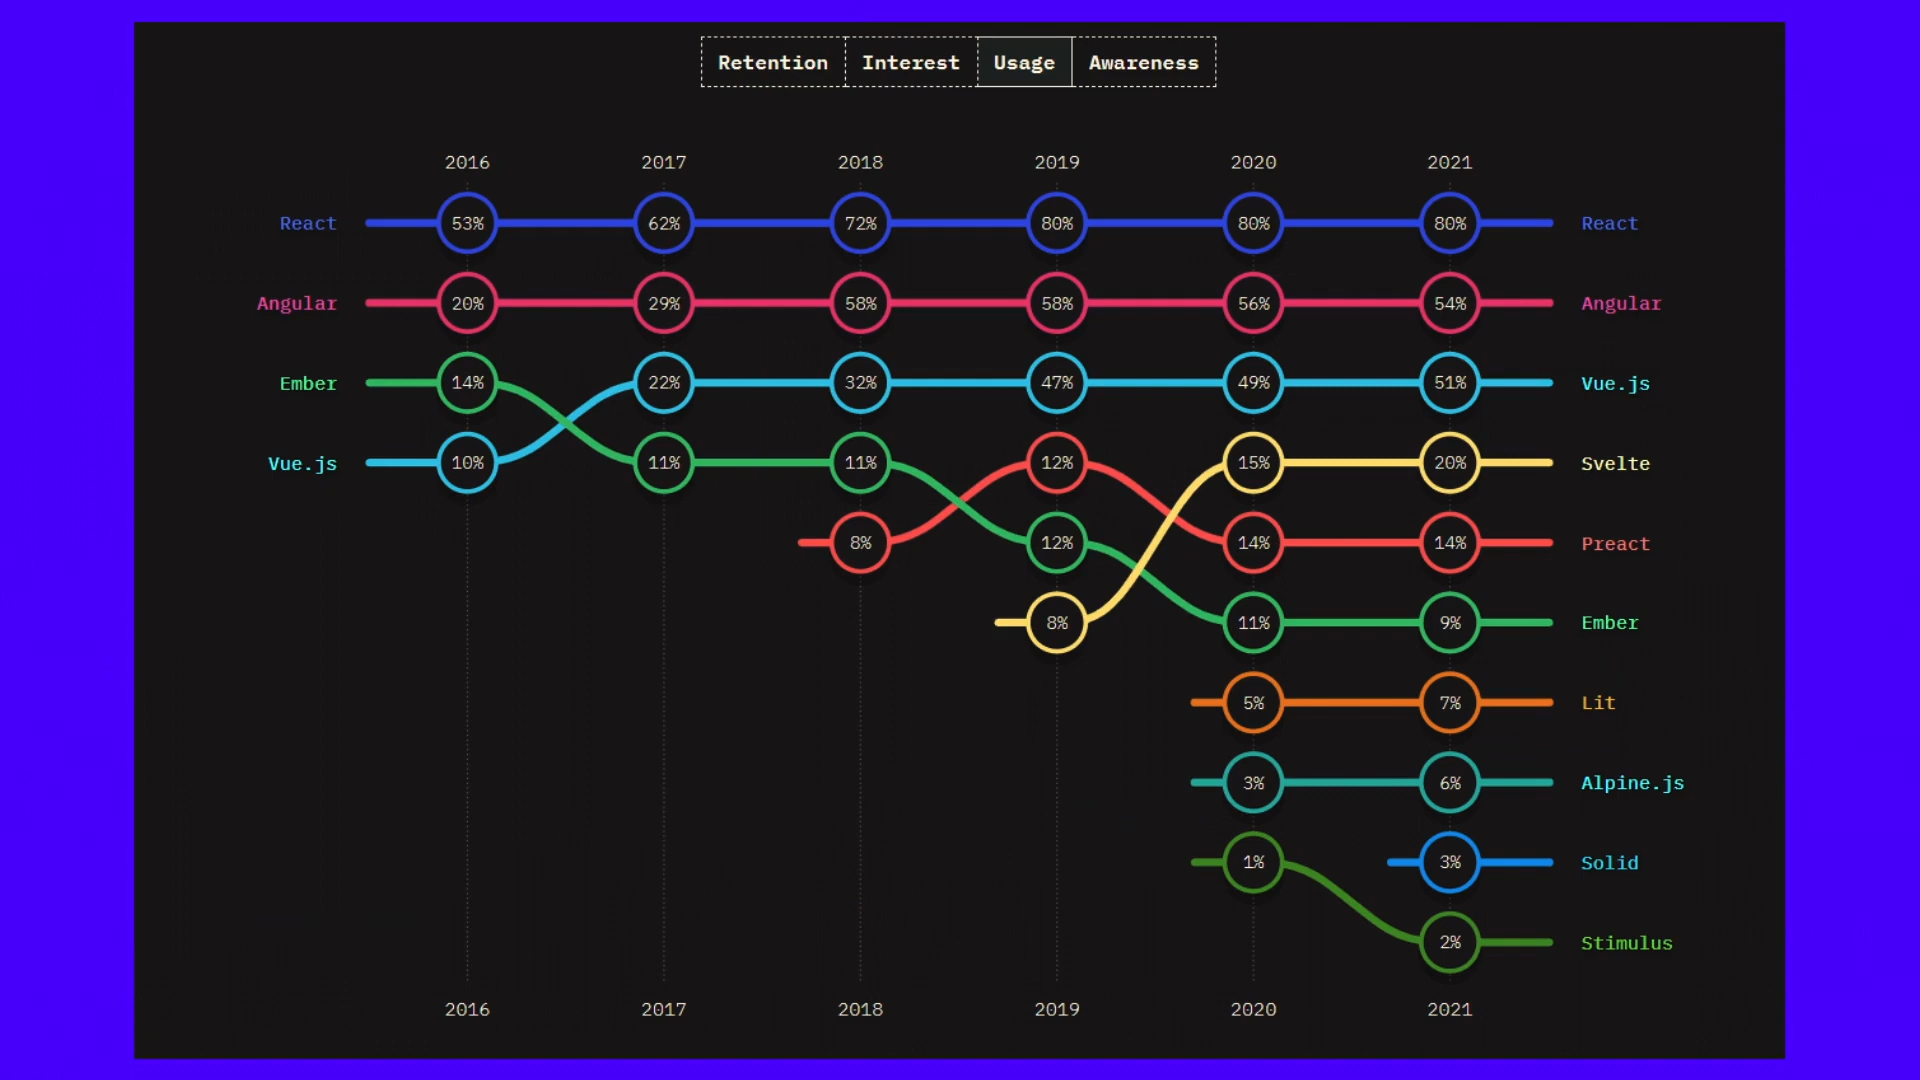 Retention Interest Usage Awareness
2016 2017 2018 2019 2020 2021
React 53% 62% 72% 80% 80% 80% React
Angular 20% 29% 58% 58% 56% 54% Angular
Ember 14% 22% 32% 47% 49% 51% Vue.js
Vue.js 10% 11% 11% 12% 15% 20% Svelte
8% 12% 14% 14% Preact
8% 11% 9% Ember
5% 7% Lit
3% 6% Alpine.js
1% 3% Solid
2% Stimulus
2016 2017 2018 2019 2020 2021